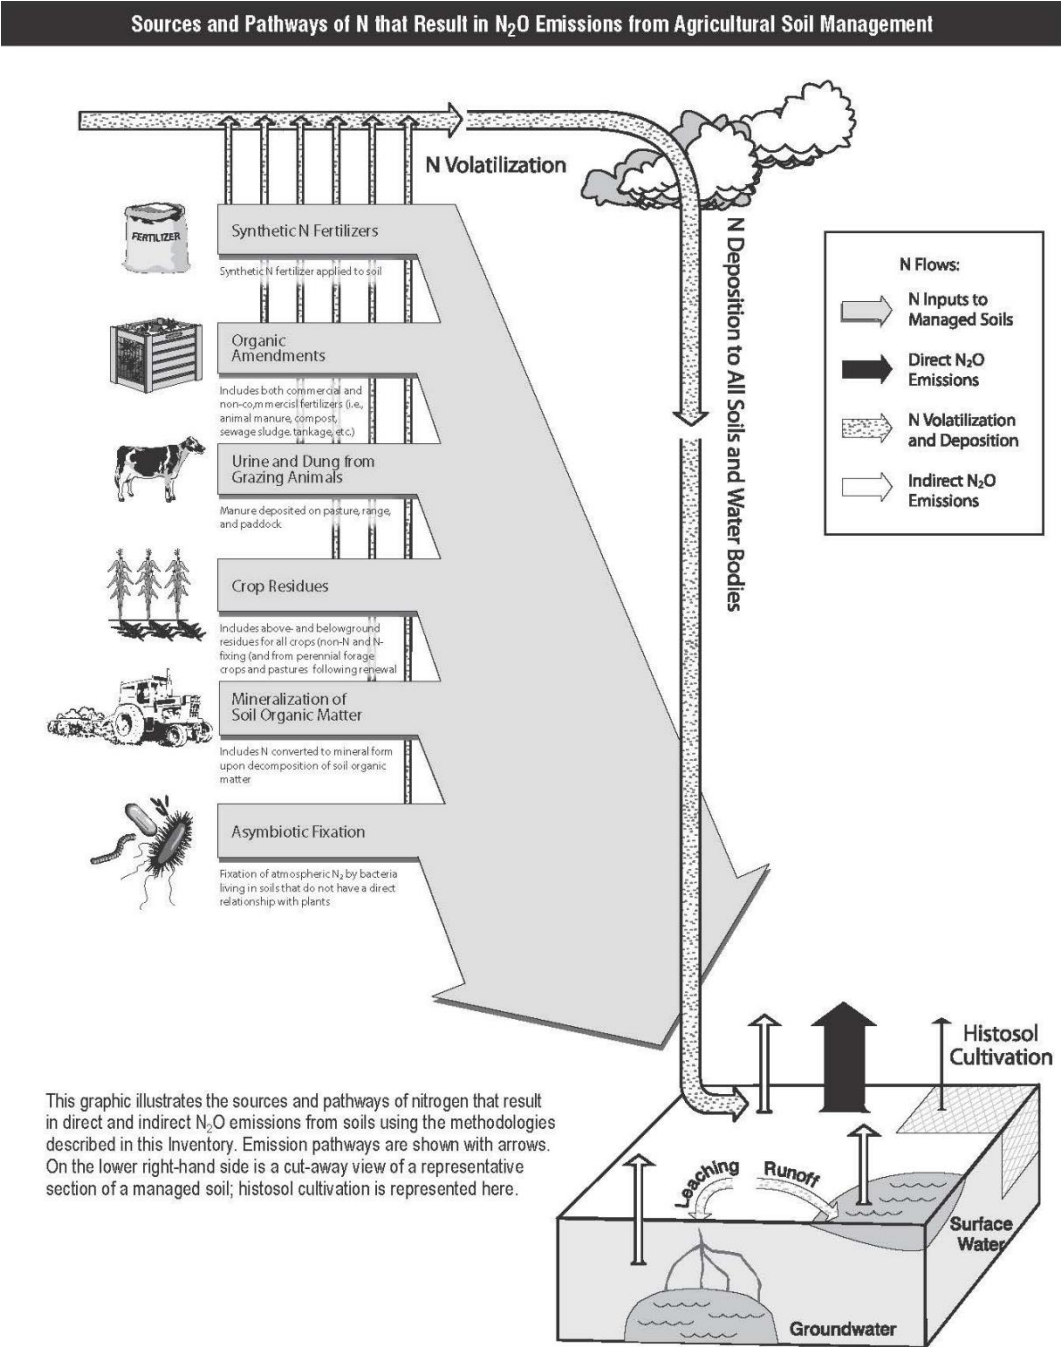 Sources and Pathways of N that Result in N₂O Emissions from Agricultural Soil Management
N Volatilization
FERTILIZER
Synthetic N Fertilizers
Synthetic N fertilizer applied to soil
Organic
Amendments
Includes both commercial and
non-co,mmercisl fertilizers (i.e.,
animal manure, compost,
sewage sludge. tankage, etc.)
Urine and Dung from
Grazing Animals
Manure deposited on pasture, range,
and paddock
Crop Residues
Includes above- and belowground
residues for all crops (non-N and N-
fixing (and from perennial forage
crops and pastures following renewal
Mineralization of
Soil Organic Matter
Includes N converted to mineral form
upon decomposition of soil organic
matter
Asymbiotic Fixation
Fixation of atmospheric N₂ by bacteria
living in soils that do not have a direct
relationship with plants
N Deposition to All Soils and Water Bodies
N Flows:
N Inputs to
Managed Soils
Direct N₂O
Emissions
N Volatilization
and Deposition
Indirect N₂O
Emissions
This graphic illustrates the sources and pathways of nitrogen that result
in direct and indirect N₂O emissions from soils using the methodologies
described in this Inventory. Emission pathways are shown with arrows.
On the lower right-hand side is a cut-away view of a representative
section of a managed soil; histosol cultivation is represented here.
Histosol
Cultivation
Leaching
Runoff
Surface
Water
Groundwater